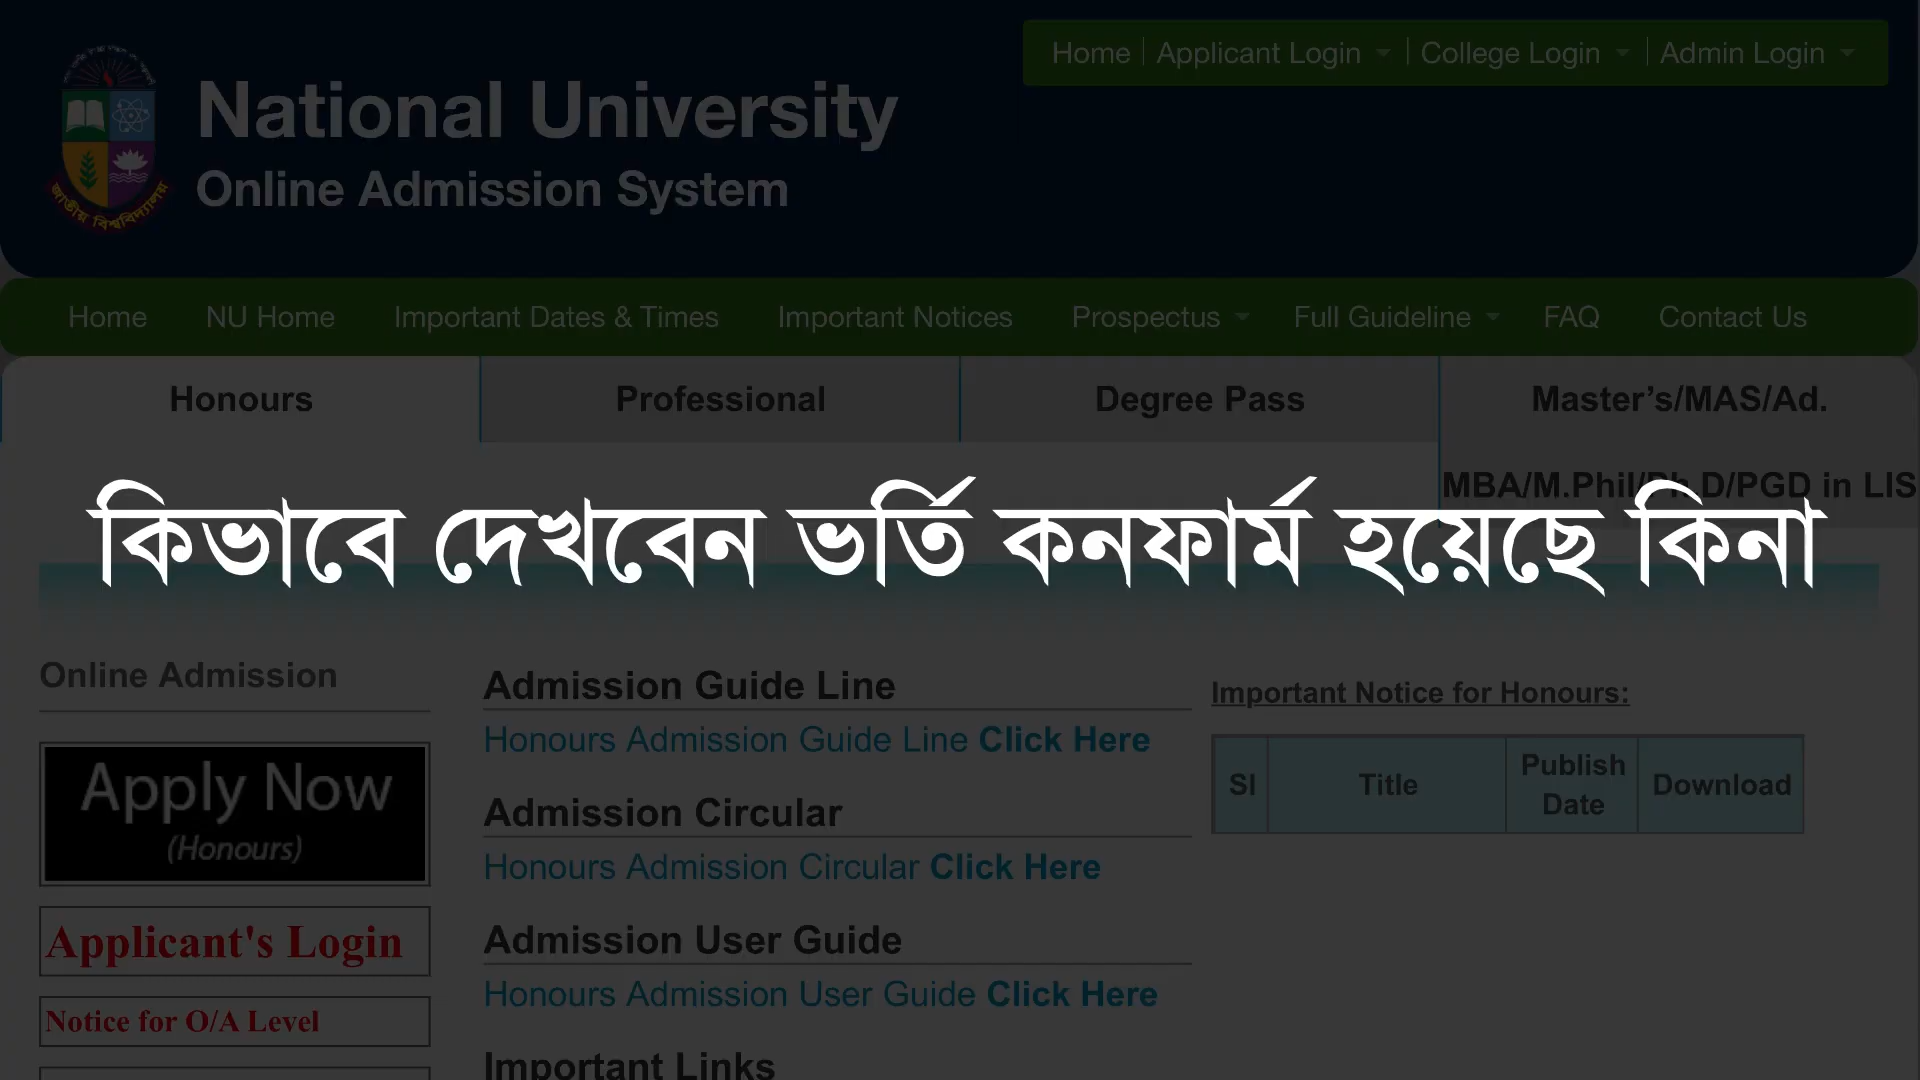 Home Applicant Login College Login Admin Login
National University
Online Admission System
জাতীয় বিশ্ববিদ্যালয়
Home NU Home Important Dates & Times Important Notices Prospectus Full Guideline FAQ Contact Us
Honours Professional Degree Pass Master’s/MAS/Ad.
MBA/M.Phil/Ph.D/PGD in LIS
কিভাবে দেখবেন ভর্তি কনফার্ম হয়েছে কিনা
Online Admission
Apply Now
(Honours)
Applicant's Login
Notice for O/A Level
Admission Guide Line
Honours Admission Guide Line Click Here
Admission Circular
Honours Admission Circular Click Here
Admission User Guide
Honours Admission User Guide Click Here
Important Links
Important Notice for Honours:
Sl Title Publish Date Download